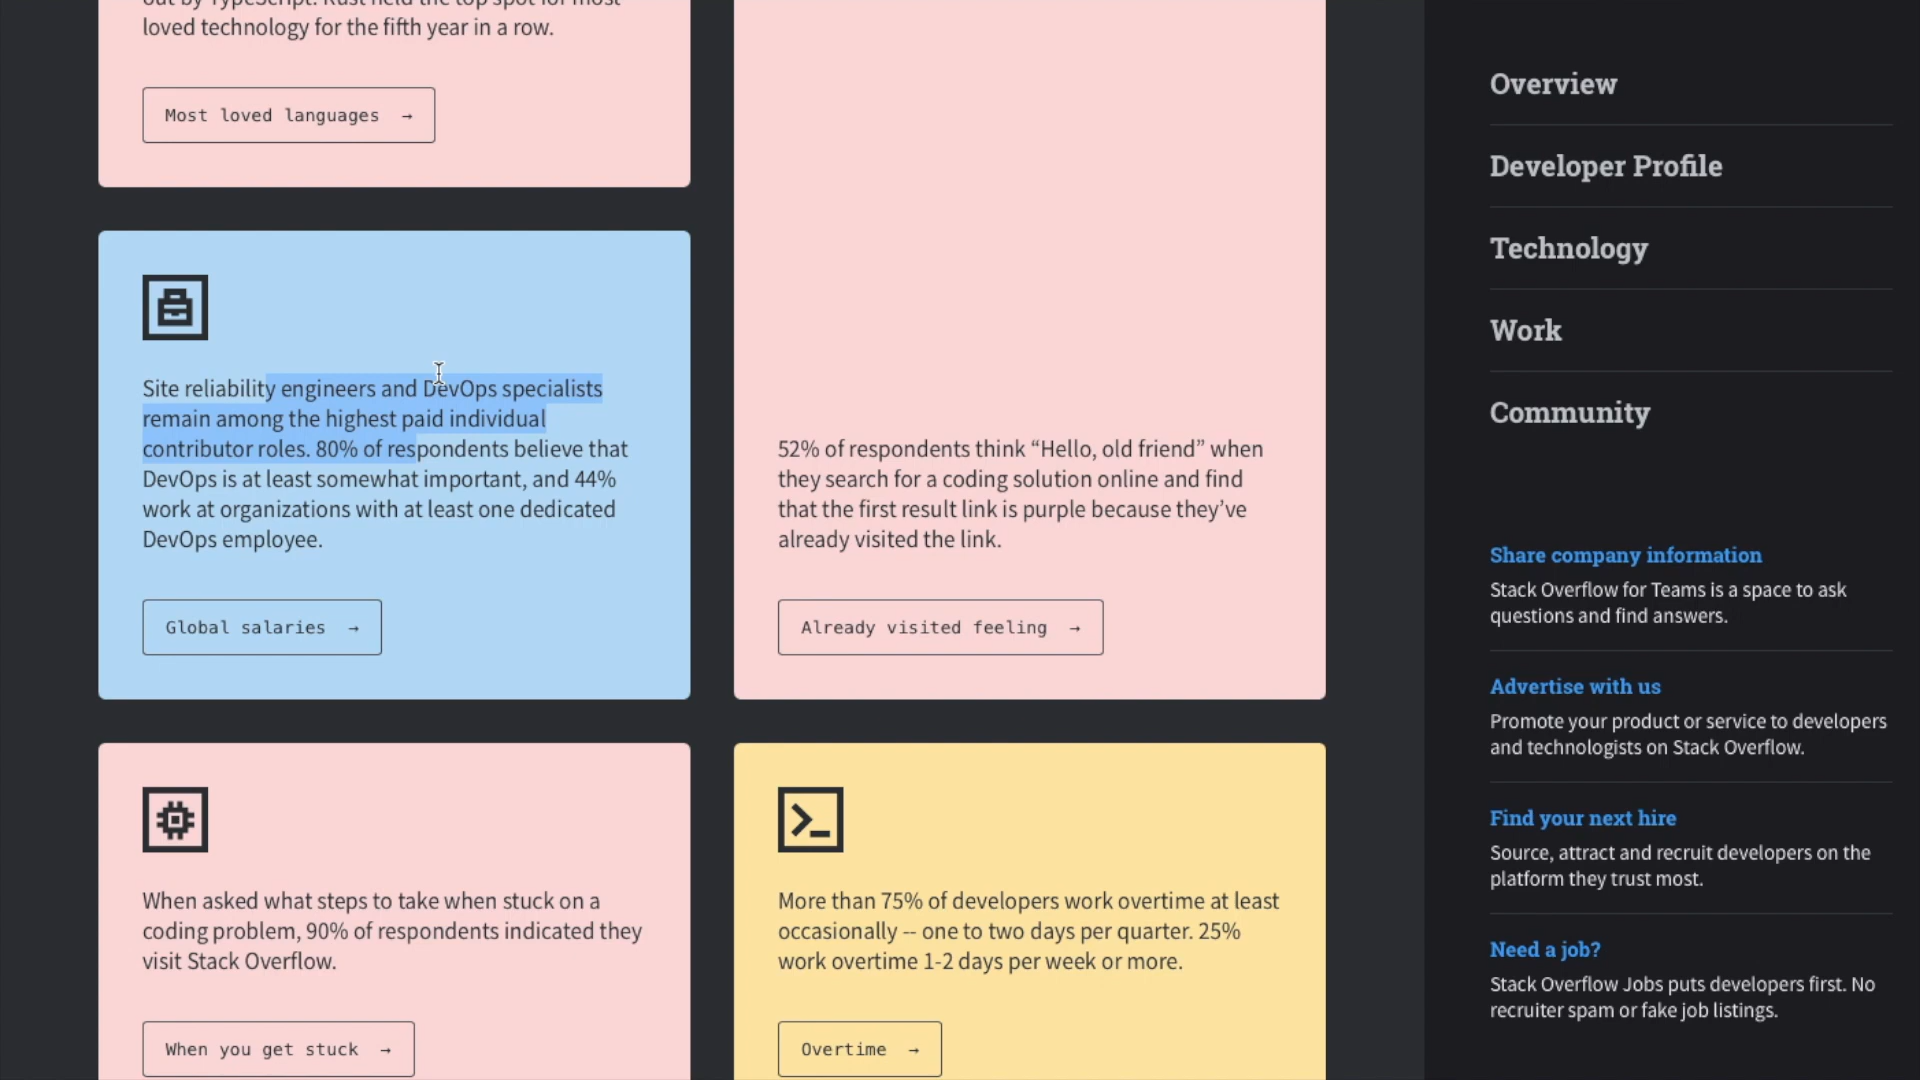 loved technology for the fifth year in a row.
Most loved languages →
Site reliability engineers and DevOps specialists
remain among the highest paid individual
contributor roles. 80% of respondents believe that
DevOps is at least somewhat important, and 44%
work at organizations with at least one dedicated
DevOps employee.
Global salaries →
52% of respondents think “Hello, old friend” when
they search for a coding solution online and find
that the first result link is purple because they’ve
already visited the link.
Already visited feeling →
When asked what steps to take when stuck on a
coding problem, 90% of respondents indicated they
visit Stack Overflow.
When you get stuck →
More than 75% of developers work overtime at least
occasionally -- one to two days per quarter. 25%
work overtime 1-2 days per week or more.
Overtime →
Overview
Developer Profile
Technology
Work
Community
Share company information
Stack Overflow for Teams is a space to ask
questions and find answers.
Advertise with us
Promote your product or service to developers
and technologists on Stack Overflow.
Find your next hire
Source, attract and recruit developers on the
platform they trust most.
Need a job?
Stack Overflow Jobs puts developers first. No
recruiter spam or fake job listings.